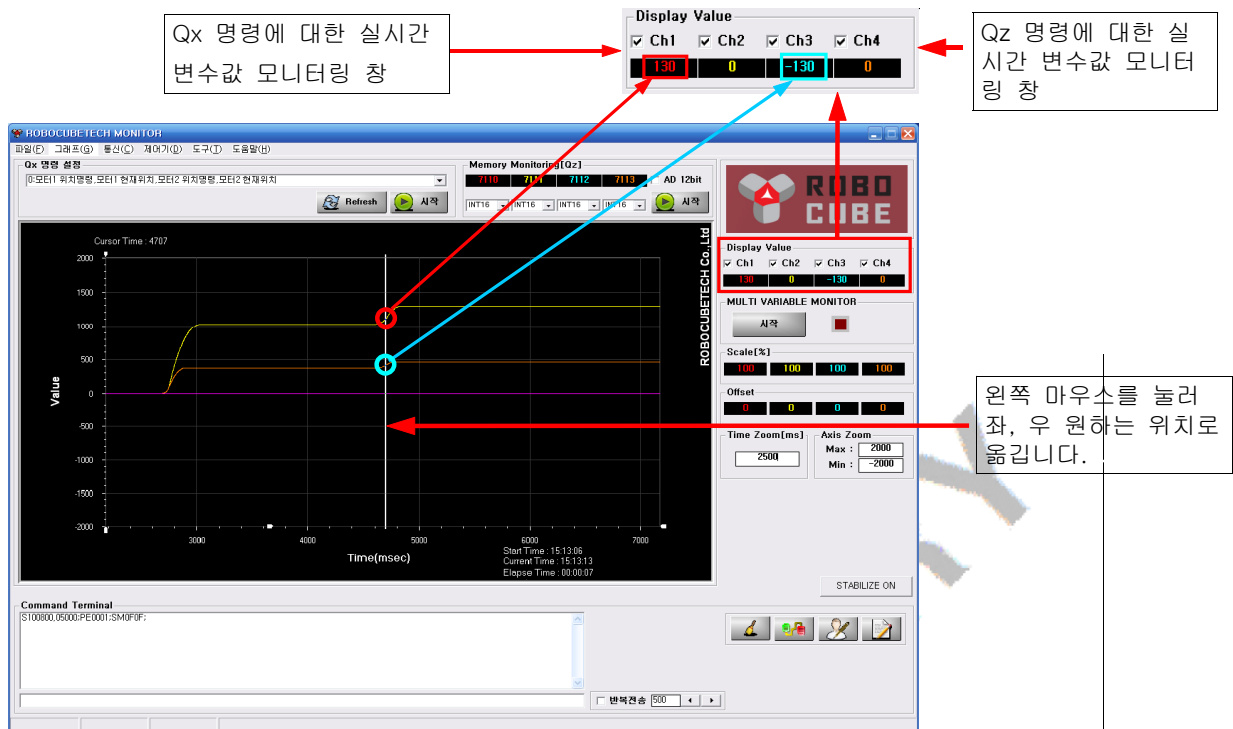 Qx 명령에 대한 실시간
변수값 모니터링 창
Display Value
Ch1 Ch2 Ch3 Ch4
130 0 -130 0
Qz 명령에 대한 실
시간 변수값 모니터
링 창
ROBOCUBETECH MONITOR
파일(F) 그래프(G) 통신(C) 제어기(D) 도구(T) 도움말(H)
Qx 명령 설정
0:모터1 위치명령,모터1 현재위치,모터2 위치명령,모터2 현재위치
Refresh 시작
Memory Monitoring[Qz]
7110 7111 7112 7113 AD 12bit
INT16 INT16 INT16 INT16 시작
ROBO
CUBE
Cursor Time : 4707
2000
1500
1000
500
0
-500
-1000
-1500
-2000
Value
3000 4000 5000 6000 7000
Time(msec)
Start Time : 15:13:06
Current Time : 15:13:13
Elapse Time : 00:00:07
ROBOCUBETECH Co.,Ltd
Display Value
Ch1 Ch2 Ch3 Ch4
130 0 -130 0
MULTI VARIABLE MONITOR
시작
Scale[%]
100 100 100 100
Offset
0 0 0 0
Time Zoom[ms]
2500
Axis Zoom
Max : 2000
Min : -2000
왼쪽 마우스를 눌러
좌, 우 원하는 위치로
옮깁니다.
STABILIZE ON
Command Terminal
S100800,05000;PE0001;SM0F0F;
반복전송 500